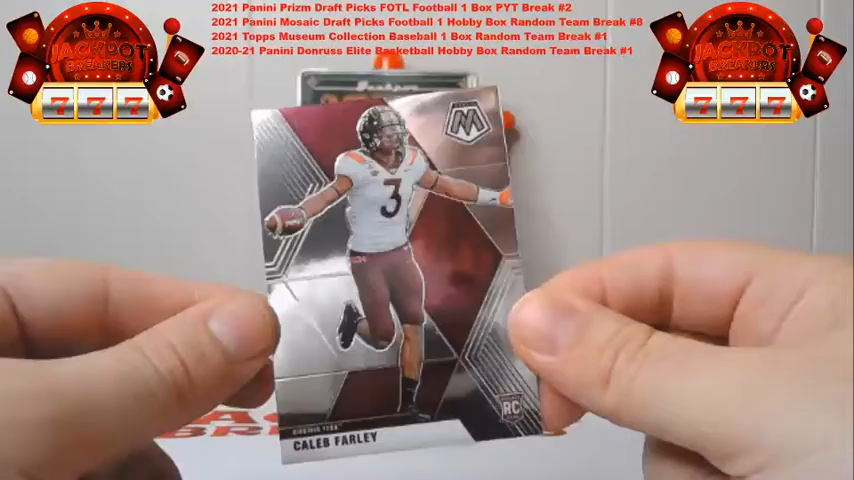 2021 Panini Prizm Draft Picks FOTL Football 1 Box PYT Break #2
2021 Panini Mosaic Draft Picks Football 1 Hobby Box Random Team Break #8
2021 Topps Museum Collection Baseball 1 Box Random Team Break #1
2020-21 Panini Donruss Elite Basketball Hobby Box Random Team Break #1
JACKPOT
BREAKERS
777
JACKPOT
BREAKERS
777
M
3
VIRGINIA TECH
CALEB FARLEY
RC